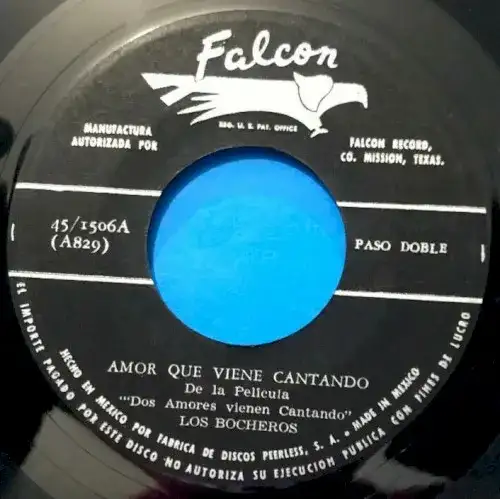 Falcon
REG. U. S. PAT. OFFICE
MANUFACTURA
AUTORIZADA POR
FALCON RECORD,
CO. MISSION, TEXAS.
45/1506A
(A829)
PASO DOBLE
AMOR QUE VIENE CANTANDO
De la Película
"'Dos Amores vienen Cantando"
LOS BOCHEROS
HECHO EN MEXICO POR FABRICA DE DISCOS PEERLESS, S. A. - MADE IN MEXICO
EL IMPORTE PAGADO POR ESTE DISCO NO AUTORIZA SU EJECUCION PUBLICA CON FINES DE LUCRO